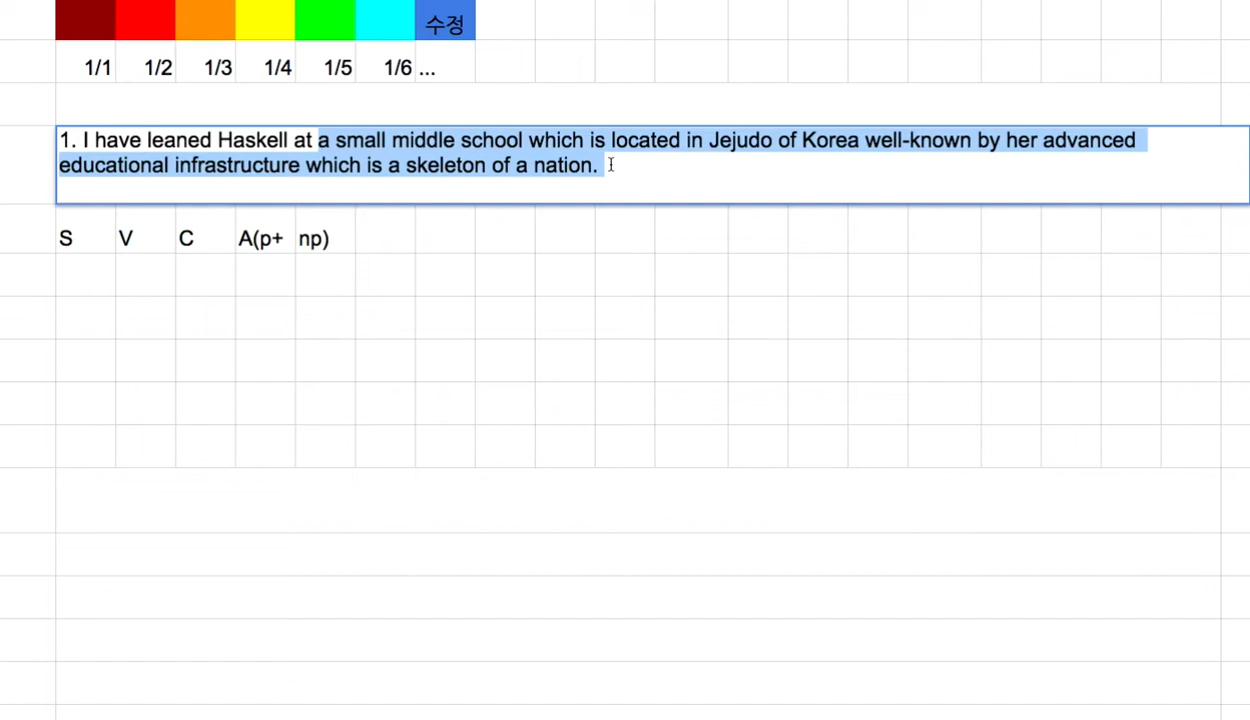 수정
1/1 1/2 1/3 1/4 1/5 1/6 ...
1. I have leaned Haskell at a small middle school which is located in Jejudo of Korea well-known by her advanced
educational infrastructure which is a skeleton of a nation.
S V C A(p+ np)